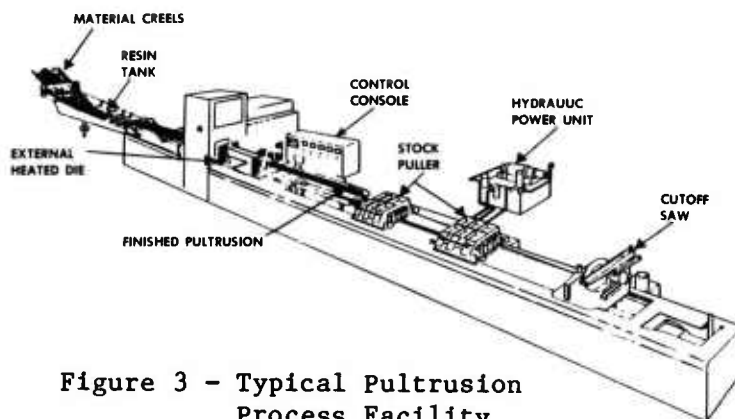 MATERIAL CREELS
RESIN
TANK
CONTROL
CONSOLE
HYDRAUUC
POWER UNIT
EXTERNAL
HEATED DIE
STOCK
PULLER
CUTOFF
SAW
FINISHED PULTRUSION
Figure 3 - Typical Pultrusion
Process Facility